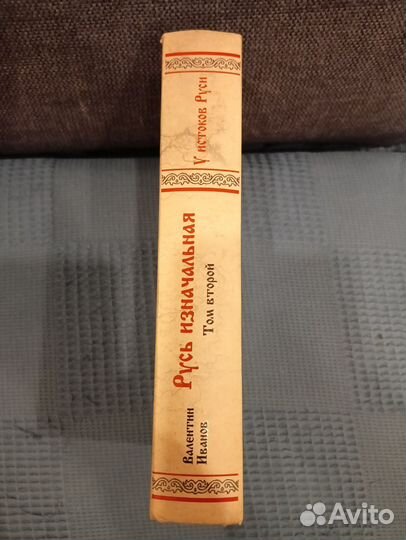 Валентин
Иванов
Русь изначальная
Том второй
У истоков Руси
Avito